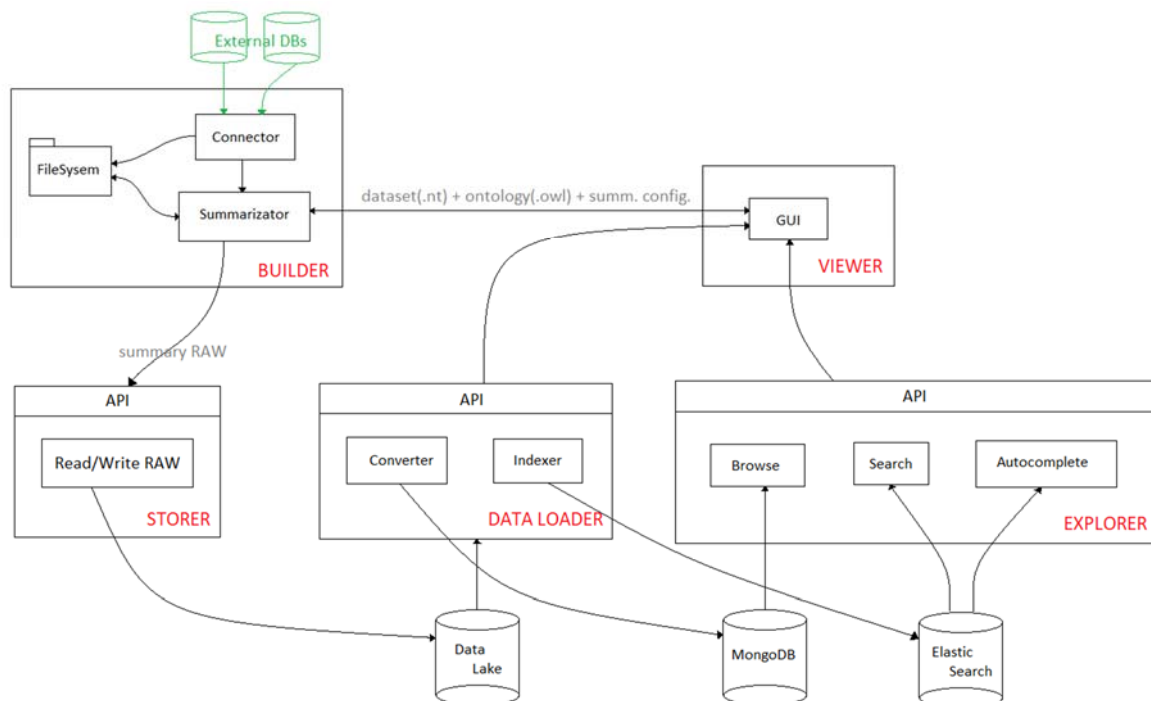 External DBs
Connector
FileSysem
Summarizator
BUILDER
dataset(.nt) + ontology(.owl) + summ. config.
GUI
VIEWER
summary RAW
API
Read/Write RAW
STORER
API
Converter
Indexer
DATA LOADER
API
Browse
Search
Autocomplete
EXPLORER
Data
Lake
MongoDB
Elastic
Search